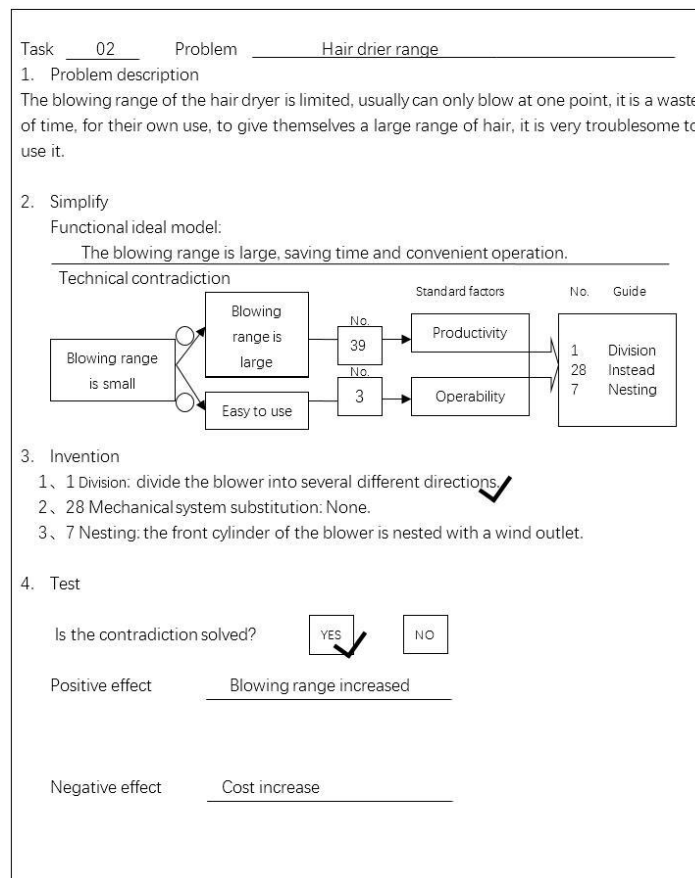 Task 02 Problem Hair drier range
1. Problem description
The blowing range of the hair dryer is limited, usually can only blow at one point, it is a waste
of time, for their own use, to give themselves a large range of hair, it is very troublesome to
use it.
2. Simplify
Functional ideal model:
The blowing range is large, saving time and convenient operation.
Technical contradiction
Standard factors No. Guide
Blowing range is small
Blowing range is large
No.
39
Productivity
Easy to use
No.
3
Operability
1 Division
28 Instead
7 Nesting
3. Invention
1、1 Division: divide the blower into several different directions.
2、28 Mechanical system substitution: None.
3、7 Nesting: the front cylinder of the blower is nested with a wind outlet.
4. Test
Is the contradiction solved? YES NO
Positive effect Blowing range increased
Negative effect Cost increase